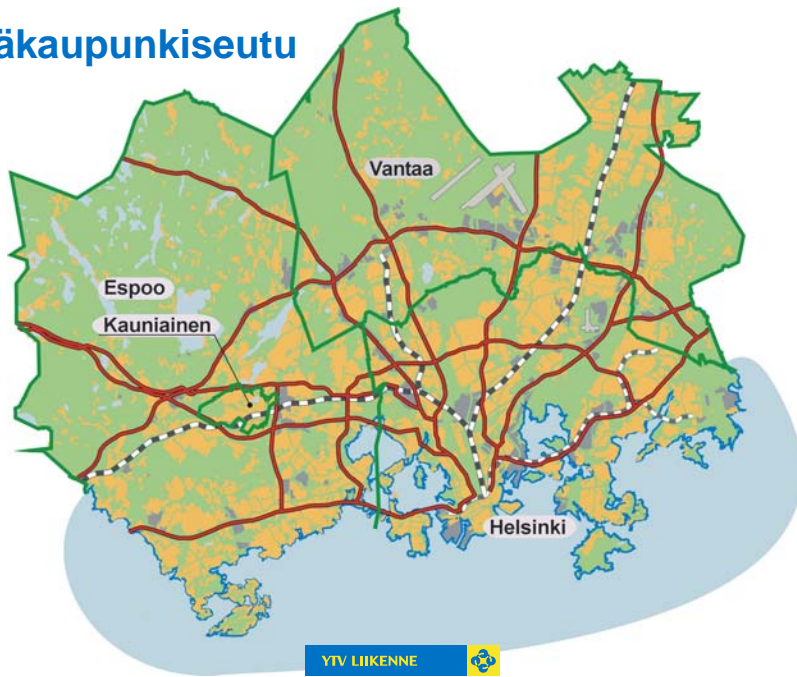 äkaupunkiseutu
Vantaa
Espoo
Kauniainen
Helsinki
YTV LIIKENNE